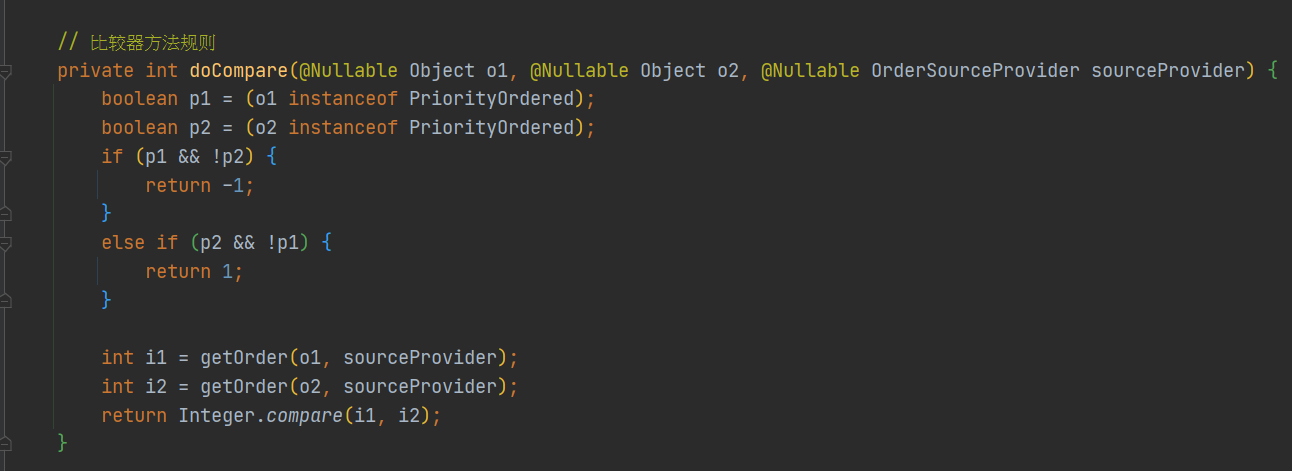 // 比较器方法规则
private int doCompare(@Nullable Object o1, @Nullable Object o2, @Nullable OrderSourceProvider sourceProvider) {
boolean p1 = (o1 instanceof PriorityOrdered);
boolean p2 = (o2 instanceof PriorityOrdered);
if (p1 && !p2) {
return -1;
}
else if (p2 && !p1) {
return 1;
}
int i1 = getOrder(o1, sourceProvider);
int i2 = getOrder(o2, sourceProvider);
return Integer.compare(i1, i2);
}